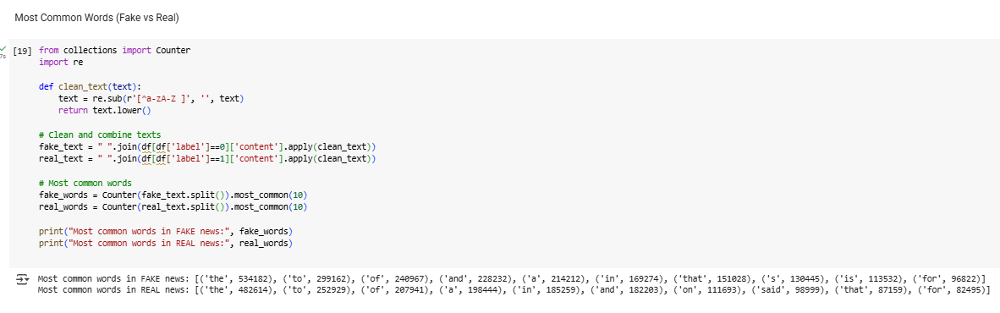 Most Common Words (Fake vs Real)
[19] from collections import Counter
7s
import re
def clean_text(text):
text = re.sub(r'[^a-zA-Z ]', '', text)
return text.lower()
# Clean and combine texts
fake_text = " ".join(df[df['label']==0]['content'].apply(clean_text))
real_text = " ".join(df[df['label']==1]['content'].apply(clean_text))
# Most common words
fake_words = Counter(fake_text.split()).most_common(10)
real_words = Counter(real_text.split()).most_common(10)
print("Most common words in FAKE news:", fake_words)
print("Most common words in REAL news:", real_words)
Most common words in FAKE news: [('the', 534182), ('to', 299162), ('of', 240967), ('and', 228232), ('a', 214212), ('in', 169274), ('that', 151028), ('s', 130445), ('is', 113532), ('for', 96822)]
Most common words in REAL news: [('the', 482614), ('to', 252929), ('of', 207941), ('a', 198444), ('in', 185259), ('and', 182203), ('on', 111693), ('said', 98999), ('that', 87159), ('for', 82495)]